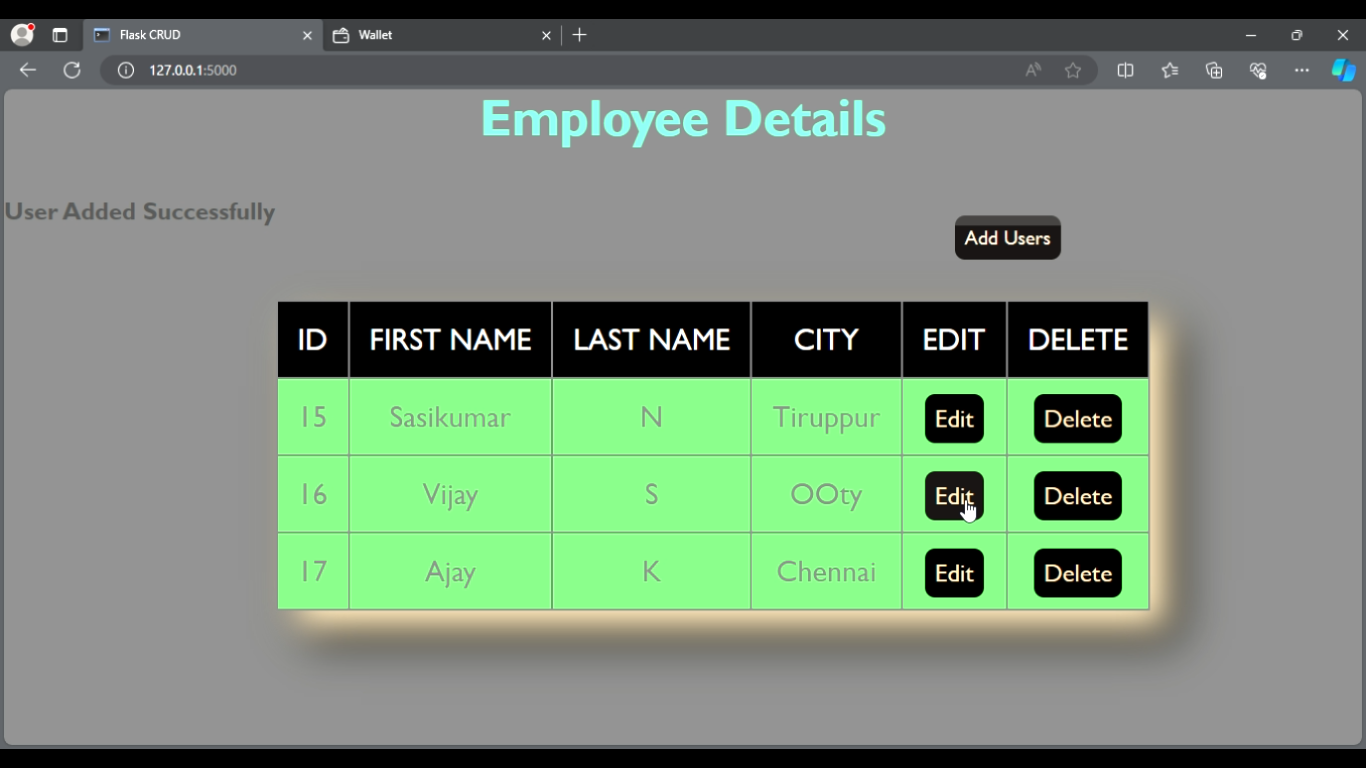 Flask CRUD Wallet
127.0.0.1:5000
Employee Details
User Added Successfully
Add Users
ID FIRST NAME LAST NAME CITY EDIT DELETE
15 Sasikumar N Tiruppur Edit Delete
16 Vijay S OOty Edit Delete
17 Ajay K Chennai Edit Delete